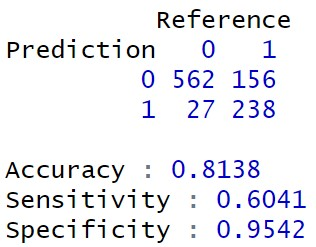 Reference
Prediction 0 1
0 562 156
1 27 238
Accuracy : 0.8138
Sensitivity : 0.6041
Specificity : 0.9542